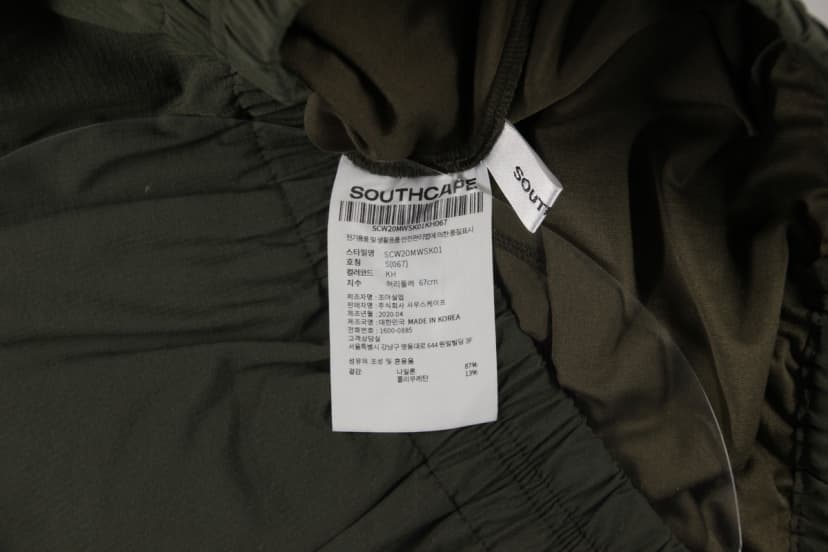 SOUTHCAPE
SCW20MWSK01KH067
전기용품 및 생활용품 안전관리법에 의한 품질표시
스타일명 : SCW20MWSK01
호칭 : S(067)
컬러코드 : KH
치수 : 허리둘레 67cm
제조자명 : 조아실업
판매자명 : 주식회사 사우스케이프
제조년월 : 2020.04
제조국명 : 대한민국 MADE IN KOREA
전화번호 : 1600-0885
고객상담실
서울특별시 강남구 영동대로 644 원일빌딩 3F
섬유의 조성 및 혼용율
겉감 나일론 87%
폴리우레탄 13%
SOUT